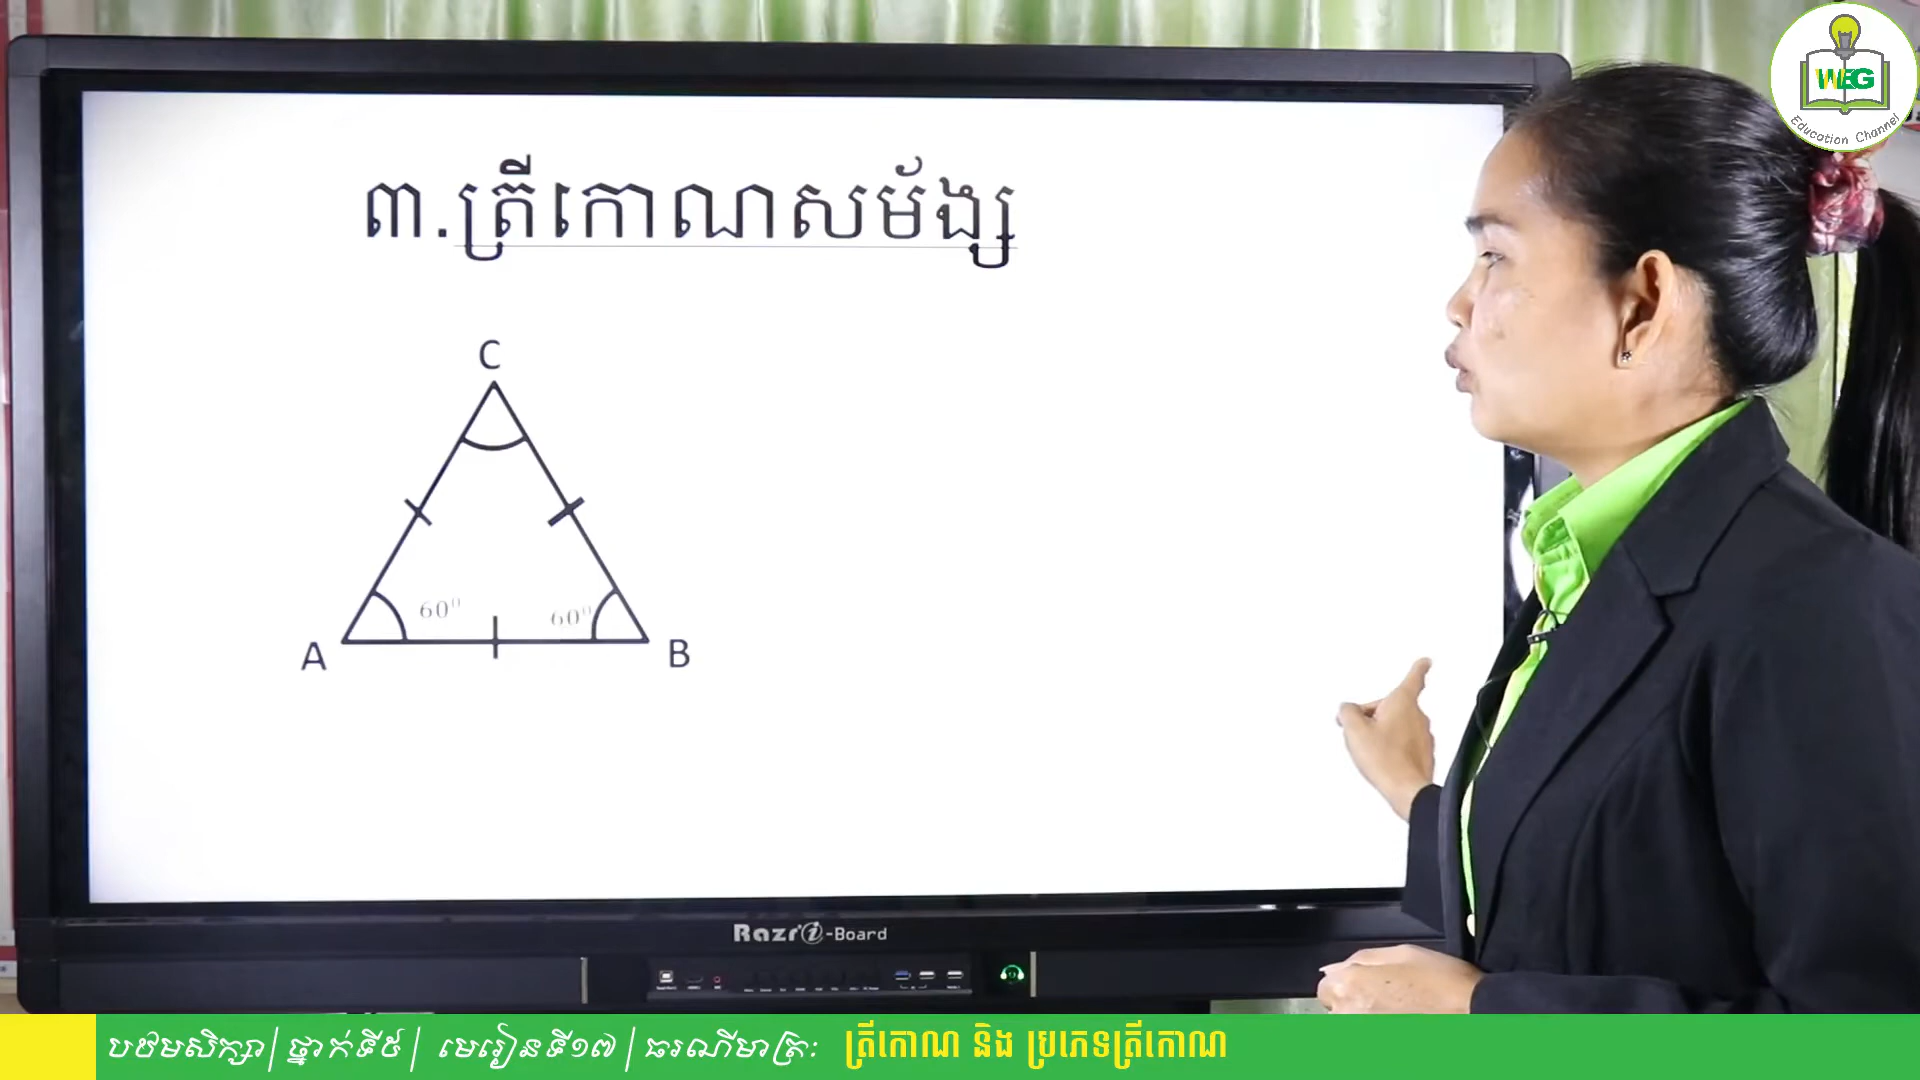 WEG
Education Channel
៣.ត្រីកោណសម័ង្ស
C
60⁰ 60⁰
A B
Razr i-Board
បឋមសិក្សា| ថ្នាក់ទី៥| មេរៀនទី១៧|ធរណីមាត្រ: ត្រីកោណ និង ប្រភេទត្រីកោណ